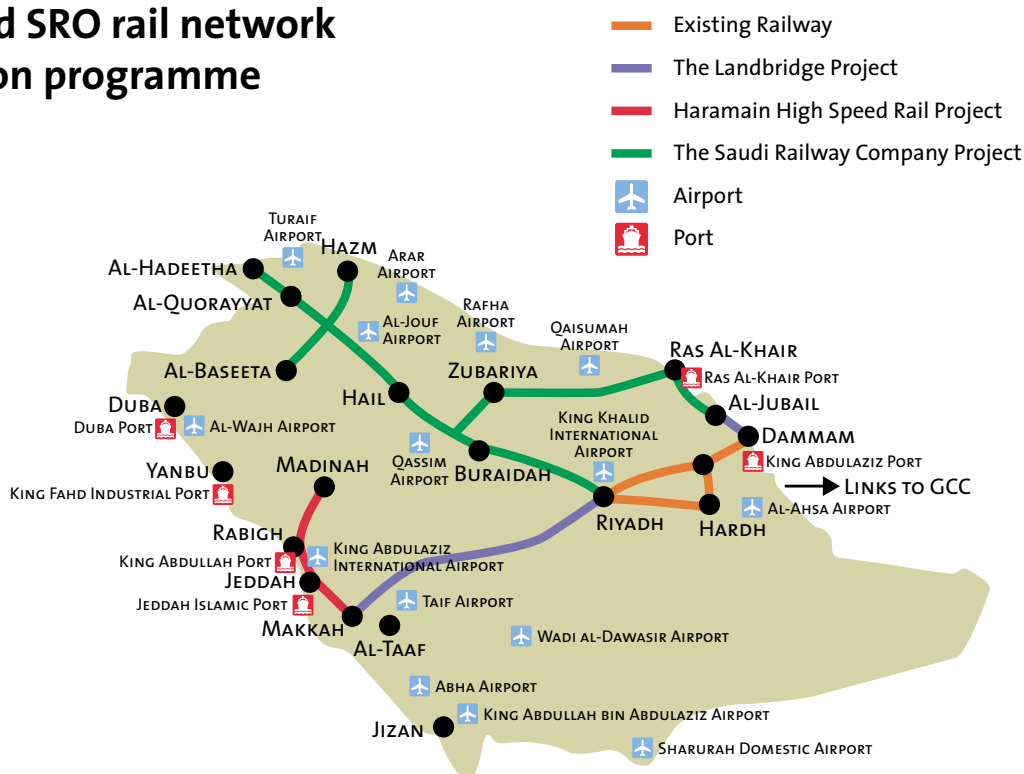 d SRO rail network
on programme
Existing Railway
The Landbridge Project
Haramain High Speed Rail Project
The Saudi Railway Company Project
Airport
Port
Turaif
Airport
Hazm
Arar
Airport
Al-Hadeetha
Al-Quorayyat
Al-Jouf
Airport
Rafha
Airport
Qaisumah
Airport
Ras Al-Khair
Ras Al-Khair Port
Al-Baseeta
Zubariya
Hail
Al-Jubail
Duba
Duba Port
Al-Wajh Airport
King Khalid
International
Airport
Dammam
King Abdulaziz Port
Qassim
Airport
Buraidah
Yanbu
King Fahd Industrial Port
Madinah
Links to GCC
Al-Ahsa Airport
Riyadh
Hardh
Rabigh
King Abdullah Port
King Abdulaziz
International Airport
Jeddah
Jeddah Islamic Port
Taif Airport
Makkah
Al-Taaf
Wadi al-Dawasir Airport
Abha Airport
King Abdullah bin Abdulaziz Airport
Jizan
Sharurah Domestic Airport